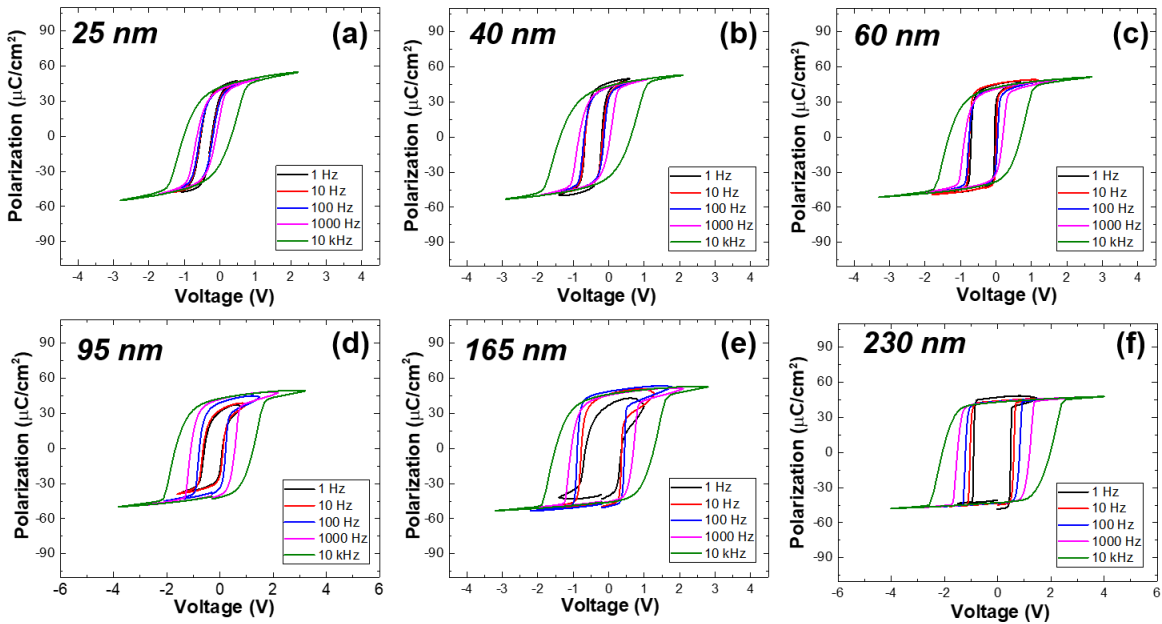 25 nm
(a)
Polarization (μC/cm²)
90
60
30
0
-30
-60
-90
1 Hz
10 Hz
100 Hz
1000 Hz
10 kHz
-4 -3 -2 -1 0 1 2 3 4
Voltage (V)
40 nm
(b)
Polarization (μC/cm²)
90
60
30
0
-30
-60
-90
1 Hz
10 Hz
100 Hz
1000 Hz
10 kHz
-4 -3 -2 -1 0 1 2 3 4
Voltage (V)
60 nm
(c)
Polarization (μC/cm²)
90
60
30
0
-30
-60
-90
1 Hz
10 Hz
100 Hz
1000 Hz
10 kHz
-4 -3 -2 -1 0 1 2 3 4
Voltage (V)
95 nm
(d)
Polarization (μC/cm²)
90
60
30
0
-30
-60
-90
1 Hz
10 Hz
100 Hz
1000 Hz
10 kHz
-6 -4 -2 0 2 4 6
Voltage (V)
165 nm
(e)
Polarization (μC/cm²)
90
60
30
0
-30
-60
-90
1 Hz
10 Hz
100 Hz
1000 Hz
10 kHz
-4 -3 -2 -1 0 1 2 3 4
Voltage (V)
230 nm
(f)
Polarization (μC/cm²)
90
60
30
0
-30
-60
-90
1 Hz
10 Hz
100 Hz
1000 Hz
10 kHz
-6 -4 -2 0 2 4 6
Voltage (V)